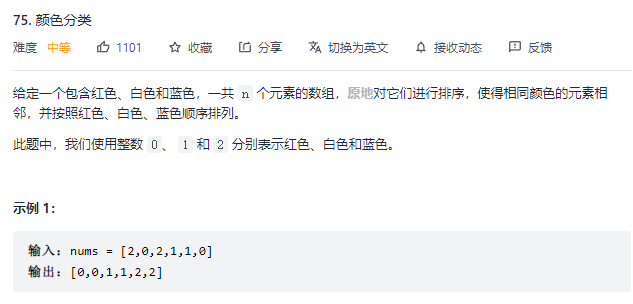 75. 颜色分类
难度 中等 1101 收藏 分享 切换为英文 接收动态 反馈
给定一个包含红色、白色和蓝色，一共 n 个元素的数组，原地对它们进行排序，使得相同颜色的元素相
邻，并按照红色、白色、蓝色顺序排列。
此题中，我们使用整数 0、 1 和 2 分别表示红色、白色和蓝色。
示例 1：
输入：nums = [2,0,2,1,1,0]
输出：[0,0,1,1,2,2]